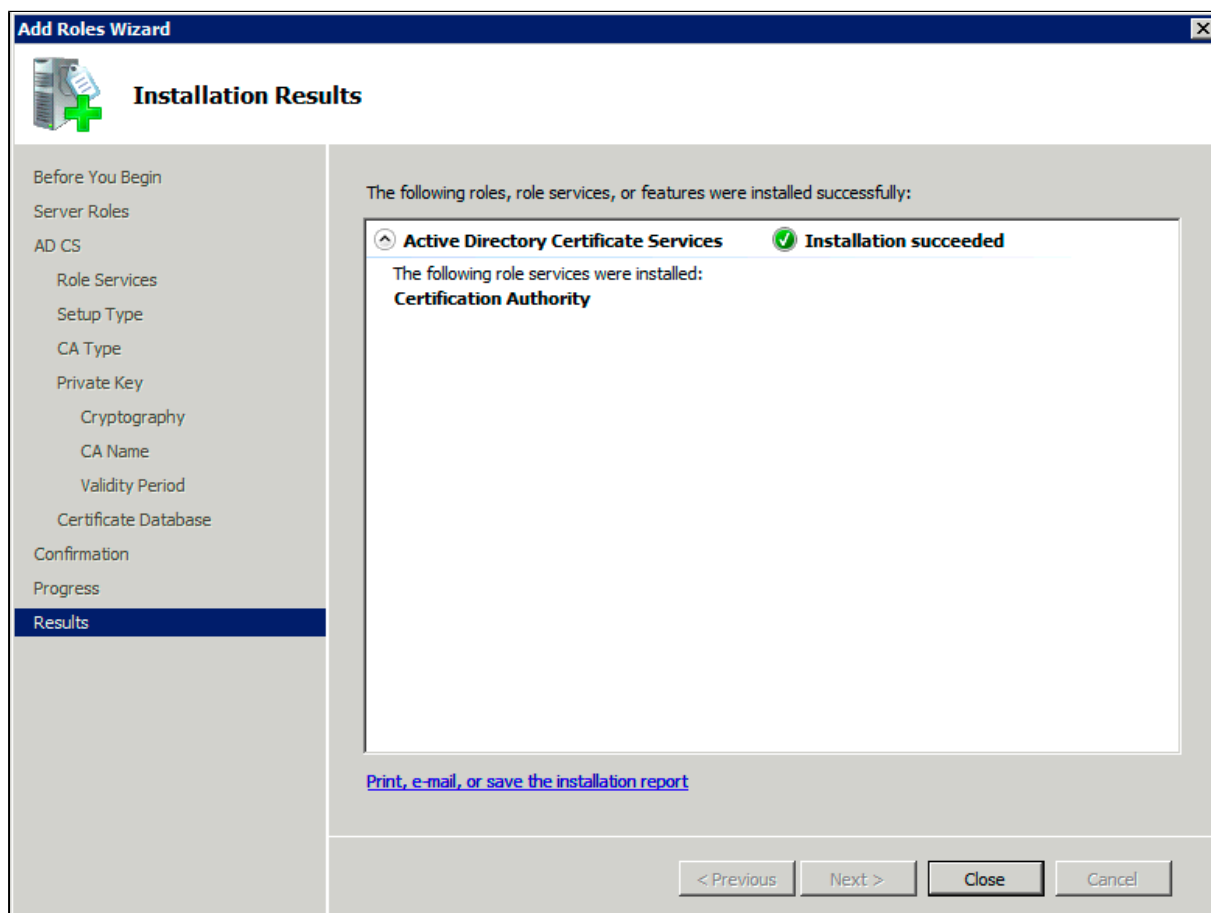 Add Roles Wizard
Installation Results
Before You Begin
Server Roles
AD CS
Role Services
Setup Type
CA Type
Private Key
Cryptography
CA Name
Validity Period
Certificate Database
Confirmation
Progress
Results
The following roles, role services, or features were installed successfully:
Active Directory Certificate Services Installation succeeded
The following role services were installed:
Certification Authority
Print, e-mail, or save the installation report
< Previous Next > Close Cancel